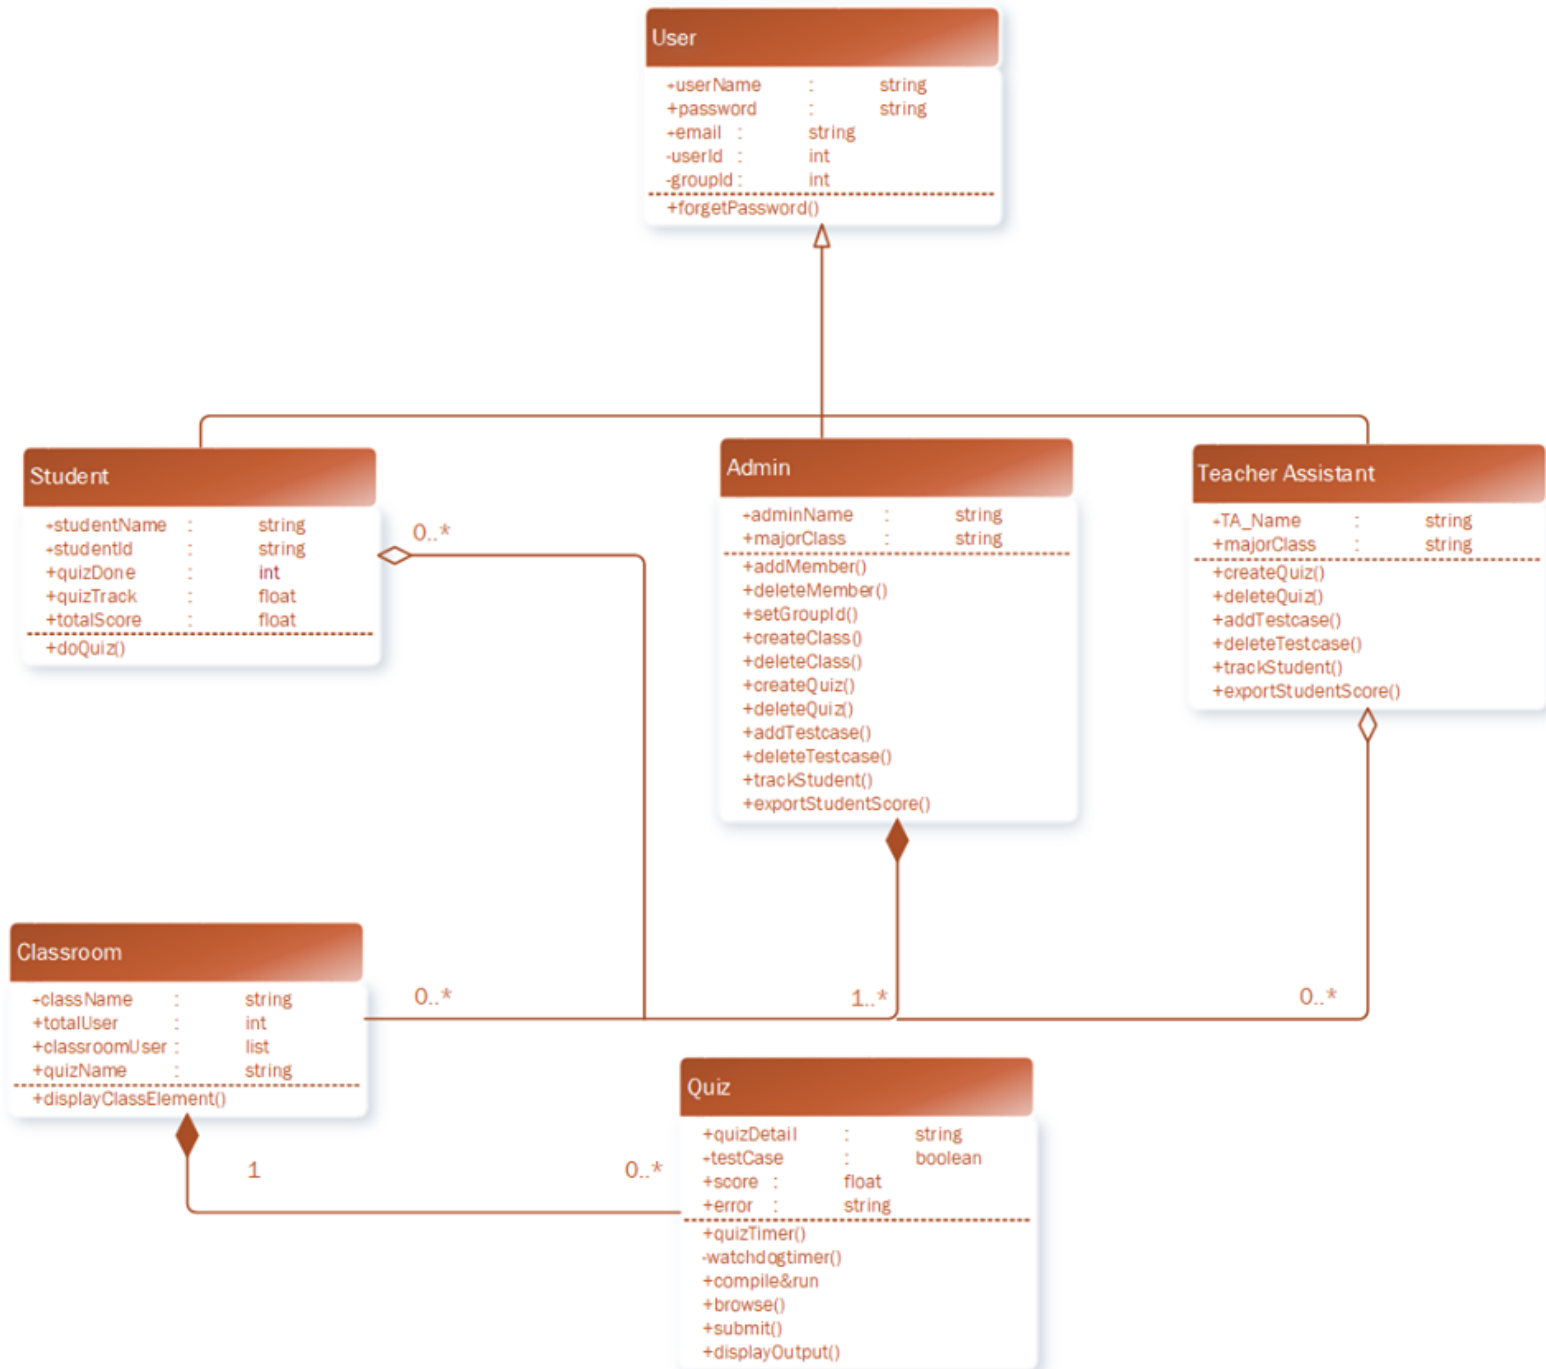 User
+userName : string
+password : string
+email : string
-userId : int
-groupId : int
+forgetPassword()
Student
+studentName : string
+studentId : string
+quizDone : int
+quizTrack : float
+totalScore : float
+doQuiz()
0..*
Admin
+adminName : string
+majorClass : string
+addMember()
+deleteMember()
+setGroupId()
+createClass()
+deleteClass()
+createQuiz()
+deleteQuiz()
+addTestcase()
+deleteTestcase()
+trackStudent()
+exportStudentScore()
Teacher Assistant
+TA_Name : string
+majorClass : string
+createQuiz()
+deleteQuiz()
+addTestcase()
+deleteTestcase()
+trackStudent()
+exportStudentScore()
Classroom
+className : string
+totalUser : int
+classroomUser : list
+quizName : string
+displayClassElement()
0..*
1..*
0..*
1
0..*
Quiz
+quizDetail : string
+testCase : boolean
+score : float
+error : string
+quizTimer()
-watchdogtimer()
+compile&run
+browse()
+submit()
+displayOutput()